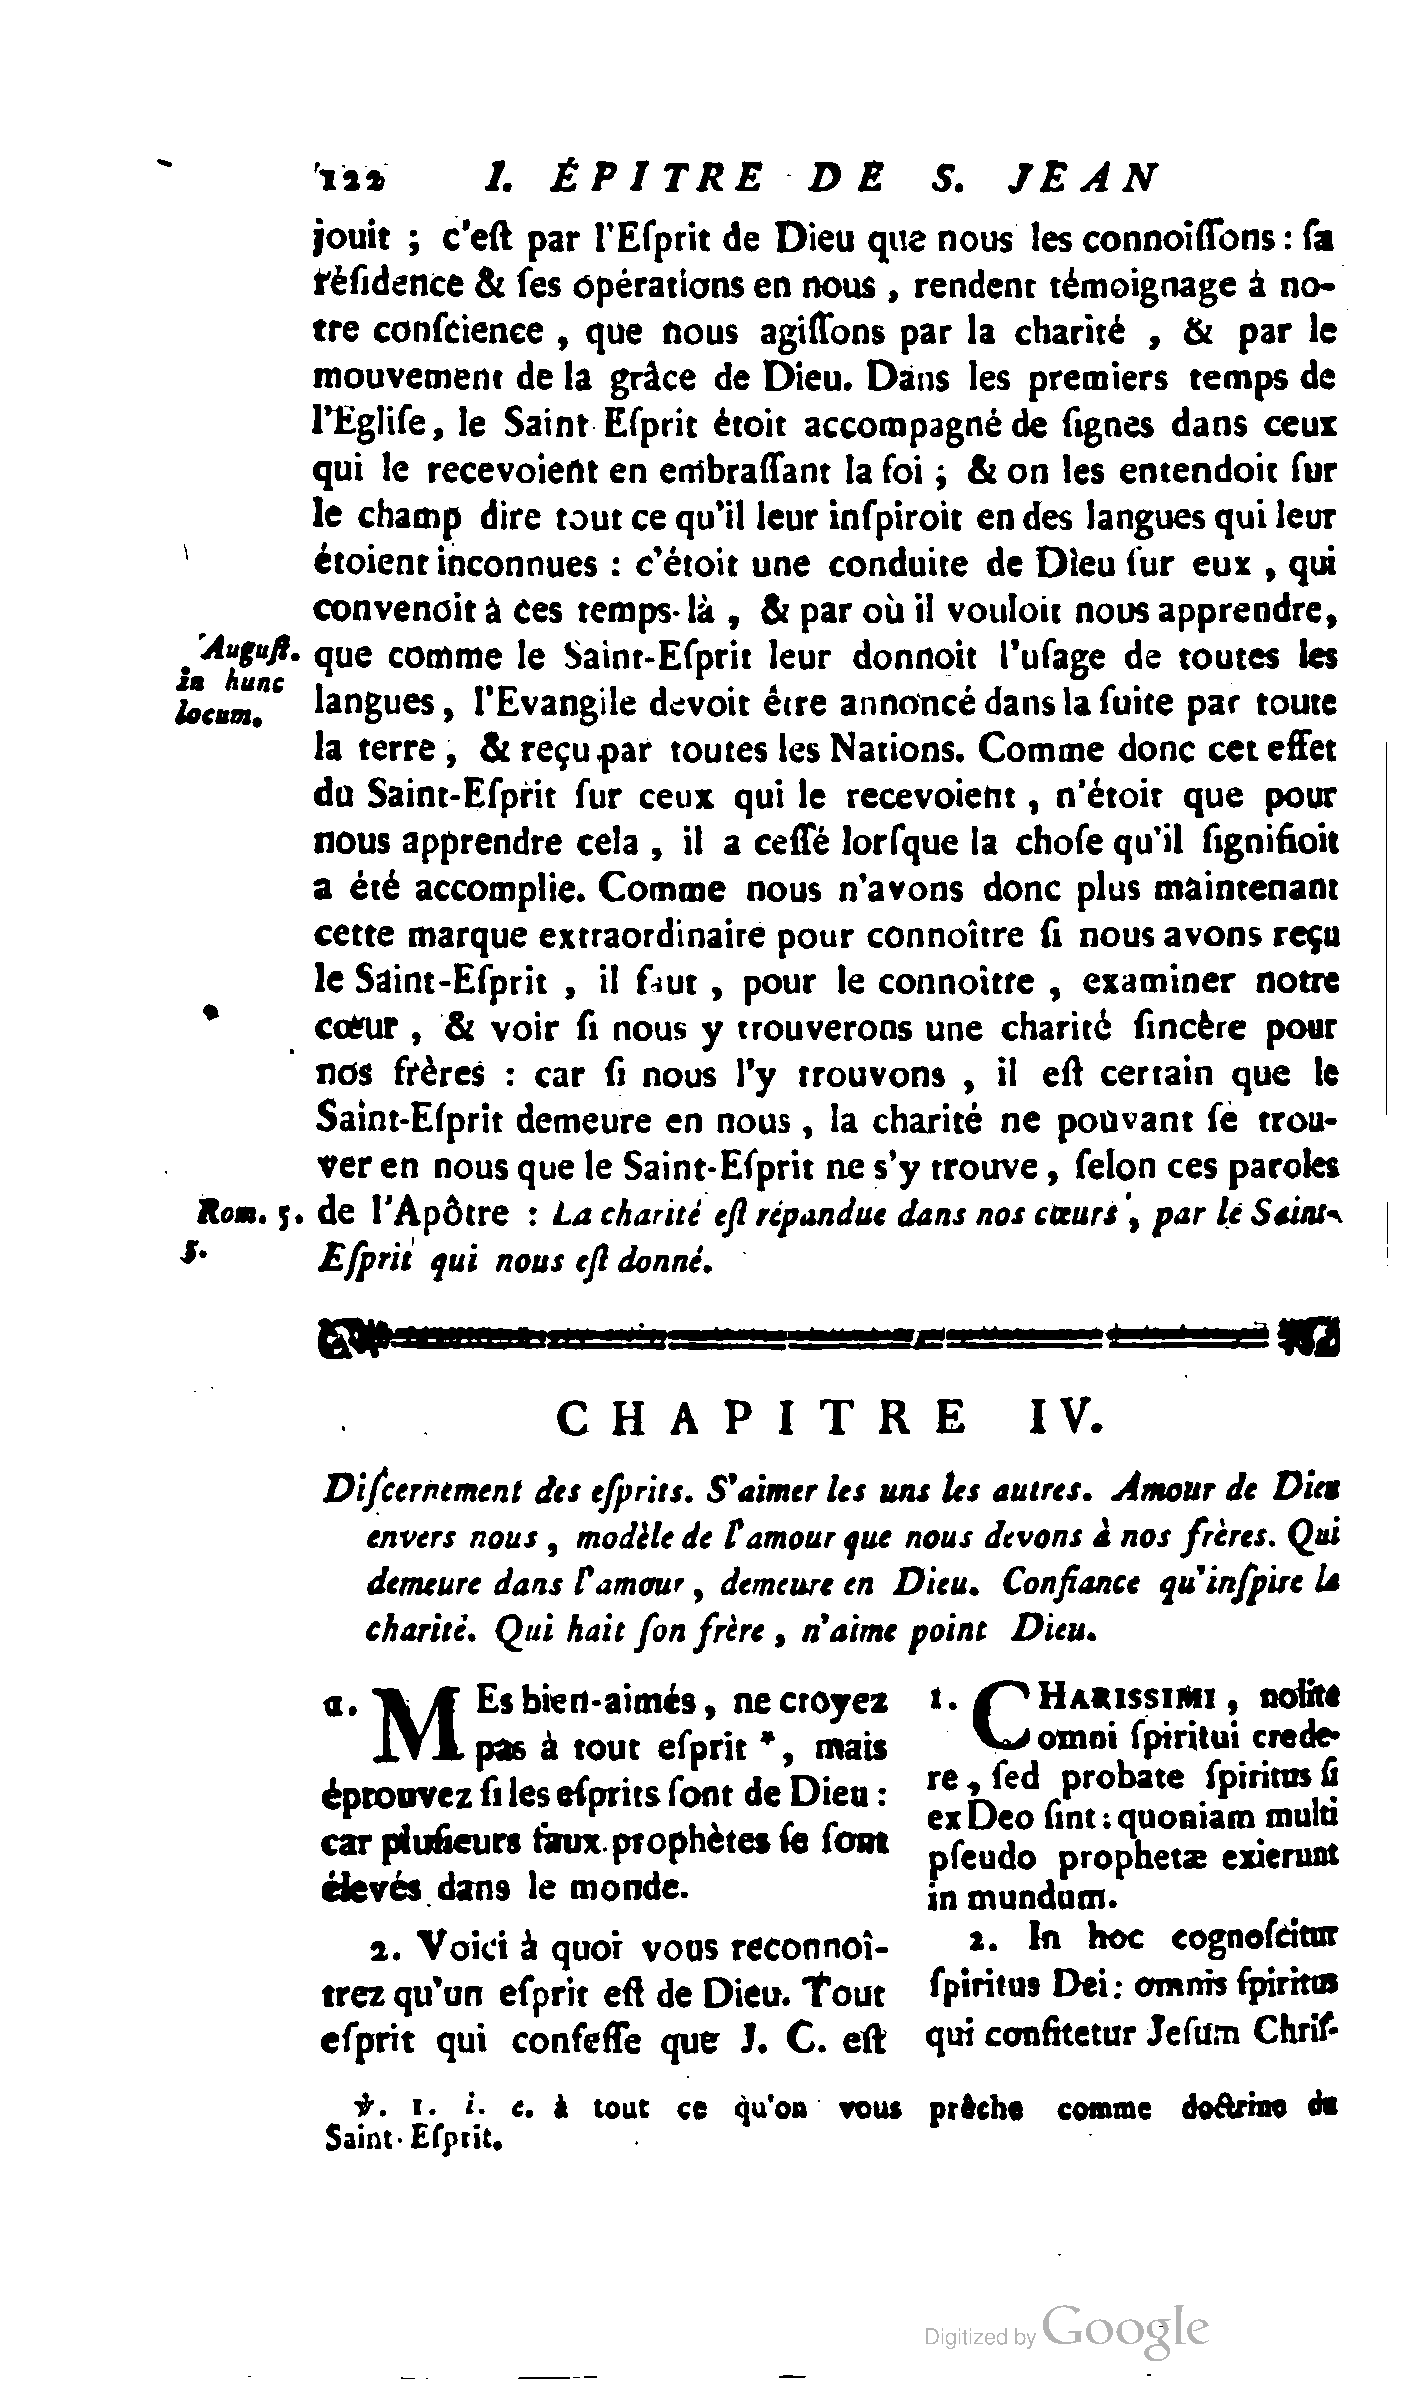 122 I. ÉPITRE DE S. JEAN
jouit ; c'eſt par l'Eſprit de Dieu que nous les connoiſſons : ſa
réſidence & ſes opérations en nous , rendent témoignage à no-
tre conſcience , que nous agiſſons par la charité , & par le
mouvement de la grâce de Dieu. Dans les premiers temps de
l'Egliſe, le Saint Eſprit étoit accompagné de ſignes dans ceux
qui le recevoient en embraſſant la foi ; & on les entendoit ſur
le champ dire tout ce qu'il leur inſpiroit en des langues qui leur
étoient inconnues : c'étoit une conduite de Dieu ſur eux , qui
convenoit à ces temps-là , & par où il vouloit nous apprendre,
que comme le Saint-Eſprit leur donnoit l'uſage de toutes les
langues, l'Evangile devoit être annoncé dans la ſuite par toute
la terre ; & reçu par toutes les Nations. Comme donc cet effet
du Saint-Eſprit ſur ceux qui le recevoient , n'étoit que pour
nous apprendre cela , il a ceſſé lorſque la choſe qu'il ſignifioit
a été accomplie. Comme nous n'avons donc plus maintenant
cette marque extraordinaire pour connoître ſi nous avons reçu
le Saint-Eſprit , il faut , pour le connoitre , examiner notre
cœur , & voir ſi nous y trouverons une charité ſincère pour
nos frères : car ſi nous l'y trouvons , il eſt certain que le
Saint-Eſprit demeure en nous , la charité ne pouvant ſe trou-
ver en nous que le Saint-Eſprit ne s'y trouve , ſelon ces paroles
de l'Apôtre : La charité eſt répandue dans nos cœurs , par le Saint-
Eſprit qui nous eſt donné.
Auguſt.
in hunc
locum.
Rom. 5.
5.
CHAPITRE IV.
Diſcernement des eſprits. S'aimer les uns les autres. Amour de Dieu
envers nous , modèle de l'amour que nous devons à nos frères. Qui
demeure dans l'amour , demeure en Dieu. Confiance qu'inſpire la
charité. Qui hait ſon frère , n'aime point Dieu.
1. MEs bien-aimés, ne croyez
pas à tout eſprit *, mais
éprouvez ſi les eſprits ſont de Dieu :
car pluſieurs faux prophètes ſe ſont
élevés dans le monde.
2. Voici à quoi vous reconnoî-
trez qu'un eſprit eſt de Dieu. Tout
eſprit qui confeſſe que J. C. eſt
1. CHARISSIMI , nolite
omni ſpiritui crede-
re, ſed probate ſpiritus ſi
ex Deo ſint : quoniam multi
pſeudo prophetæ exierunt
in mundum.
2. In hoc cognoſcitur
ſpiritus Dei : omnis ſpiritus
qui confitetur Jeſum Chriſ-
℣. 1. i. e. à tout ce qu'on vous prêche comme doctrine du
Saint-Eſprit.
Digitized by Google